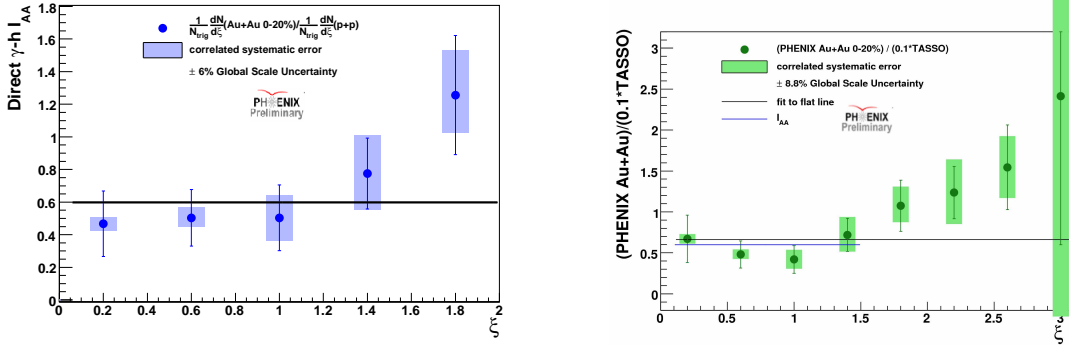 Direct γ-h I_AA
1.8
1.6
1.4
1.2
1
0.8
0.6
0.4
0.2
0
1/N_trig dN/dξ (Au+Au 0-20%)/ 1/N_trig dN/dξ (p+p)
correlated systematic error
± 6% Global Scale Uncertainty
PHENIX
Preliminary
0 0.2 0.4 0.6 0.8 1 1.2 1.4 1.6 1.8 2
ξ
(PHENIX Au+Au)/(0.1*TASSO)
3
2.5
2
1.5
1
0.5
0
(PHENIX Au+Au 0-20%) / (0.1*TASSO)
correlated systematic error
± 8.8% Global Scale Uncertainty
fit to flat line
I_AA
PHENIX
Preliminary
0 0.5 1 1.5 2 2.5 3
ξ